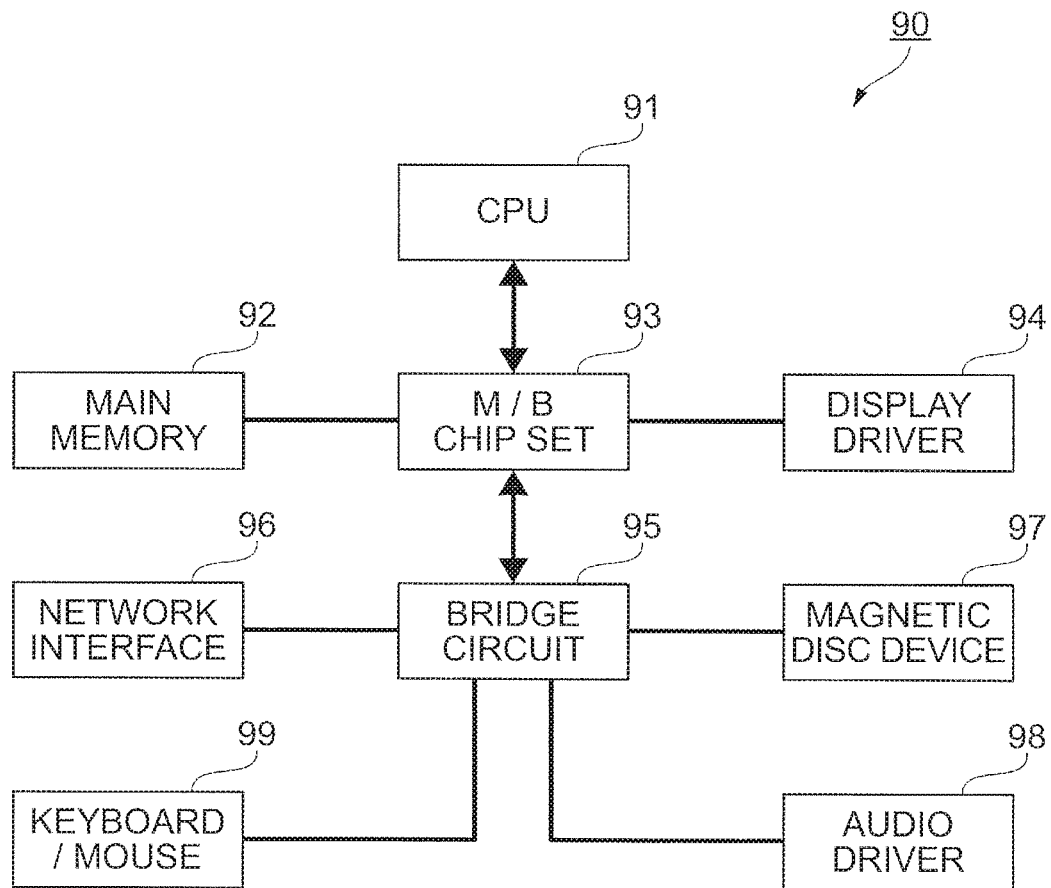 90
91
CPU
92
93
94
MAIN
MEMORY
M / B
CHIP SET
DISPLAY
DRIVER
96
95
97
NETWORK
INTERFACE
BRIDGE
CIRCUIT
MAGNETIC
DISC DEVICE
99
98
KEYBOARD
/ MOUSE
AUDIO
DRIVER